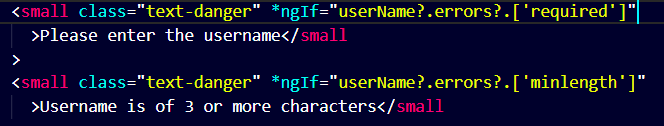 <small class="text-danger" *ngIf="userName?.errors?.['required']"
>Please enter the username</small
>
<small class="text-danger" *ngIf="userName?.errors?.['minlength']"
>Username is of 3 or more characters</small